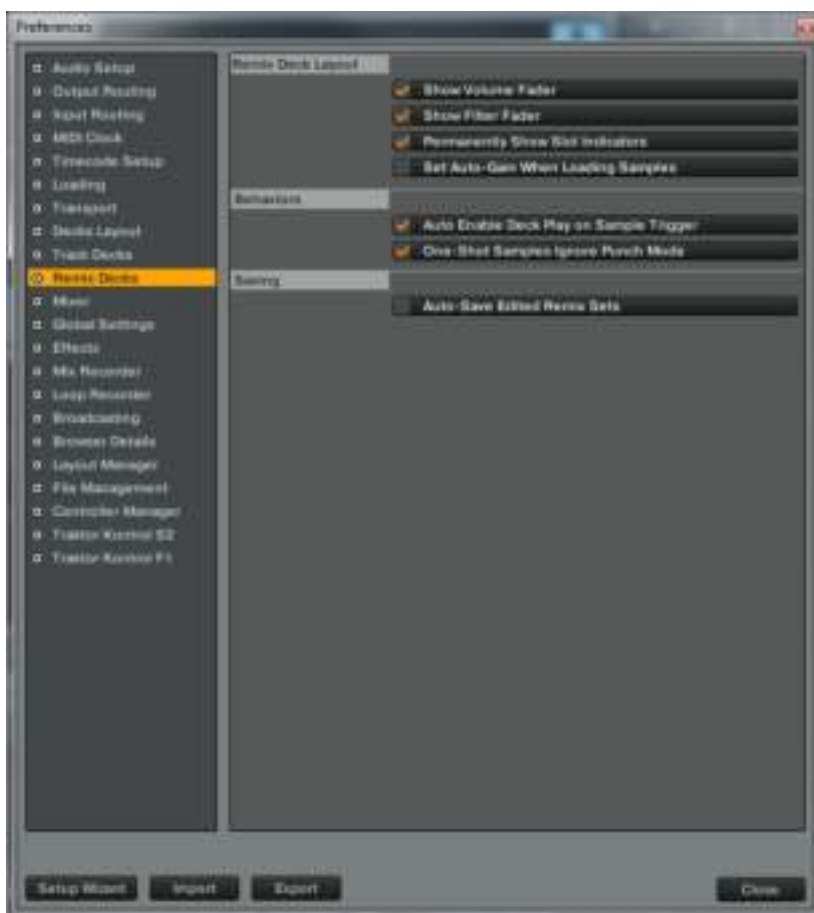 Preferences
Audio Setup
Output Routing
Input Routing
MIDI Clock
Timecode Setup
Loading
Transport
Decks Layout
Track Decks
Remix Decks
Mixer
Global Settings
Effects
Mix Recorder
Loop Recorder
Broadcasting
Browser Details
Layout Manager
File Management
Controller Manager
Traktor Kontrol S2
Traktor Kontrol F1
Remix Deck Layout
Show Volume Fader
Show Filter Fader
Permanently Show Slot Indicators
Set Auto-Gain When Loading Samples
Behaviors
Auto Enable Deck Play on Sample Trigger
One-Shot Samples Ignore Punch Mode
Saving
Auto-Save Edited Remix Sets
Setup Wizard
Import
Export
Close